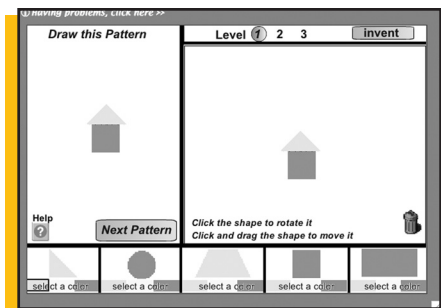 Having problems, click here >>
Draw this Pattern
Level 1 2 3
invent
Help
?
Next Pattern
Click the shape to rotate it
Click and drag the shape to move it
select a color
select a color
select a color
select a color
select a color